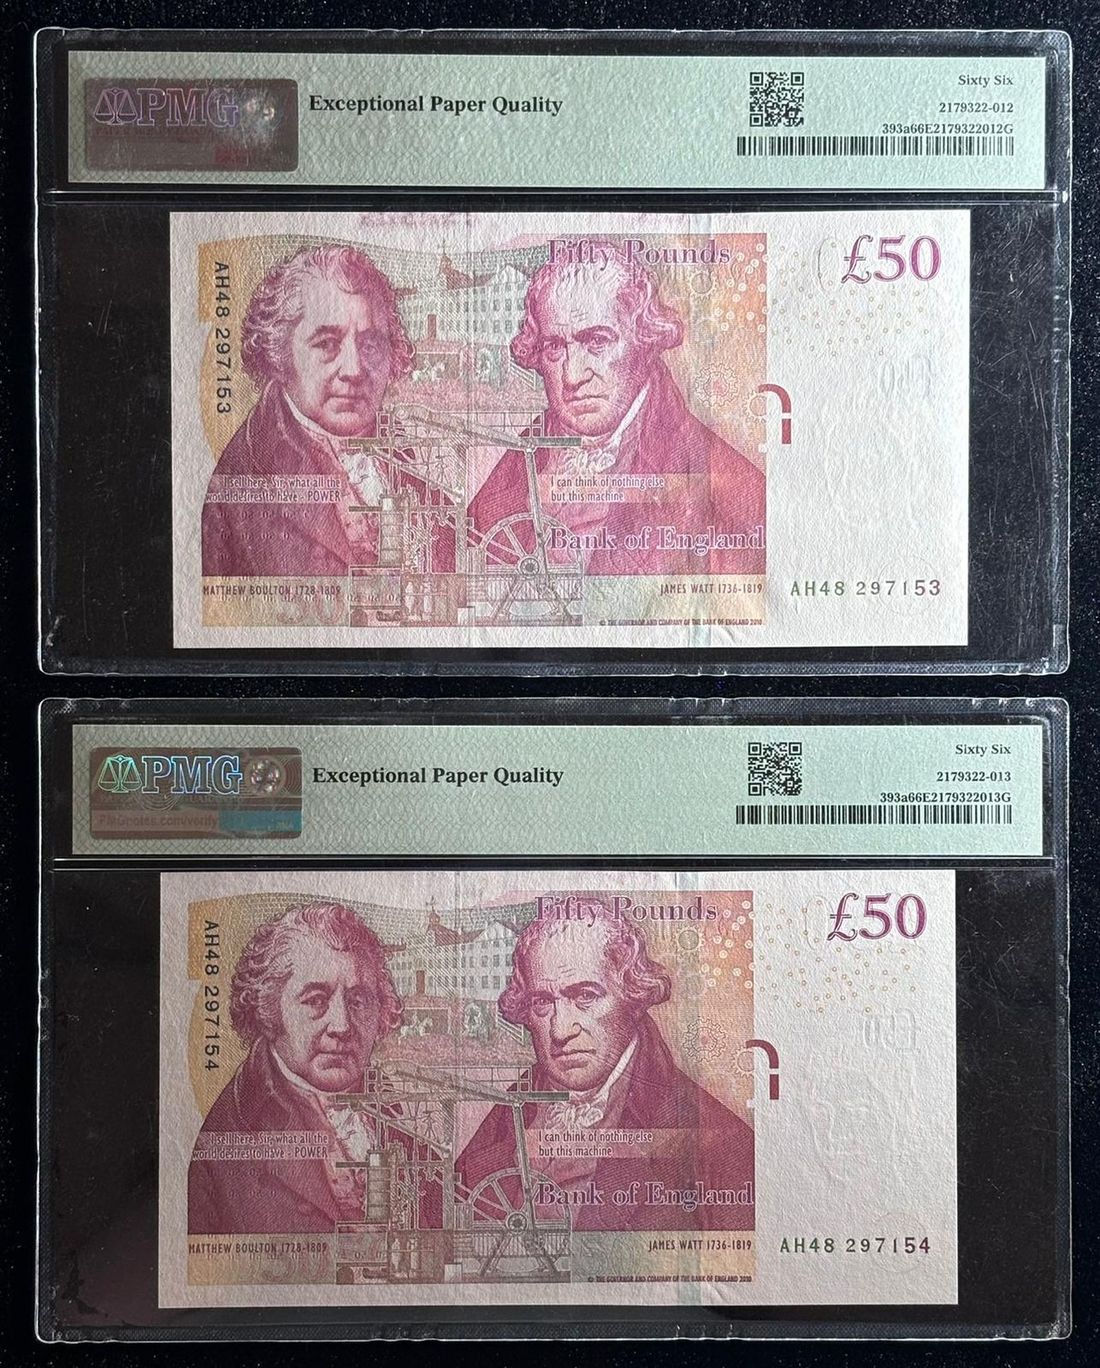 PMG
Exceptional Paper Quality
Sixty Six
2179322-012
393a66E2179322012G
Fifty Pounds
£50
AH48 297153
I sell here, Sir, what all the
world desires to have - POWER
I can think of nothing else
but this machine
Bank of England
MATTHEW BOULTON 1728-1809
JAMES WATT 1736-1819
AH48 297153
© THE GOVERNOR AND COMPANY OF THE BANK OF ENGLAND 2010
PMG
PMGnotes.com/verify
Exceptional Paper Quality
Sixty Six
2179322-013
393a66E2179322013G
Fifty Pounds
£50
AH48 297154
I sell here, Sir, what all the
world desires to have - POWER
I can think of nothing else
but this machine
Bank of England
MATTHEW BOULTON 1728-1809
JAMES WATT 1736-1819
AH48 297154
© THE GOVERNOR AND COMPANY OF THE BANK OF ENGLAND 2010